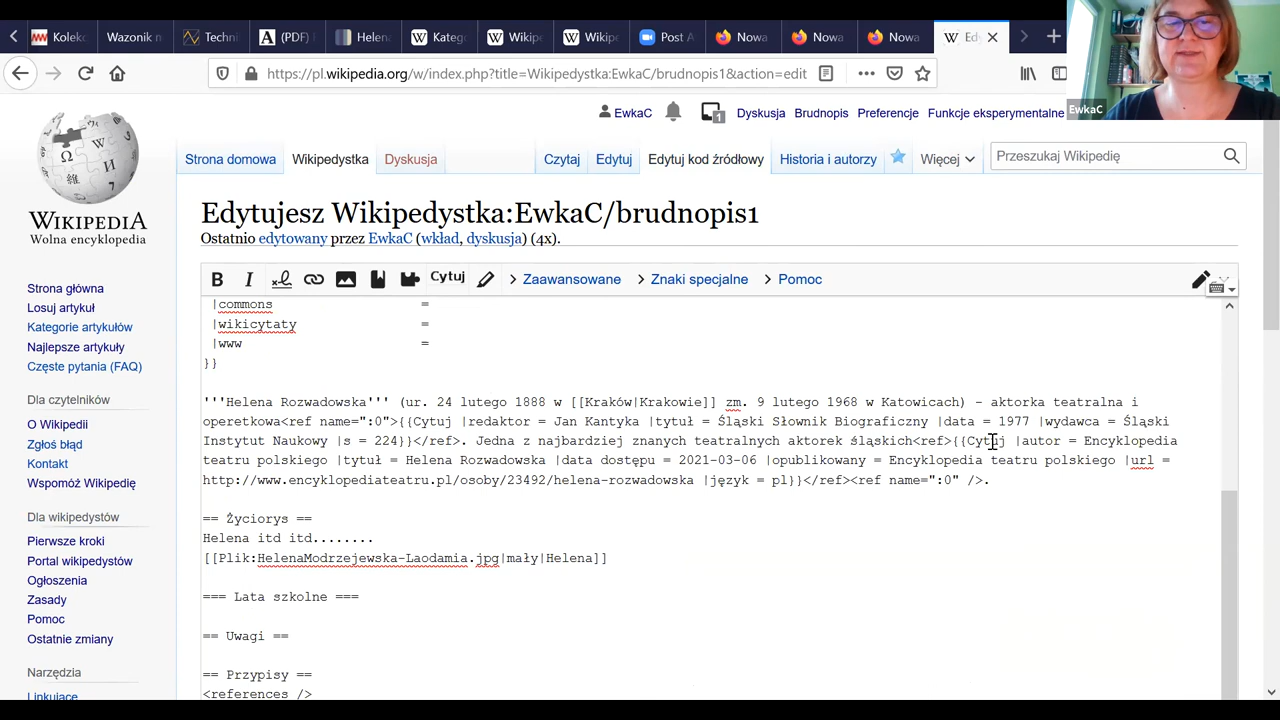 Kolek
Wazonik n
Techni
(PDF)
Helena
Kateg
Wikipe
Wikipe
Post A
Nowa
Nowa
Nowa
Ed
https://pl.wikipedia.org/w/index.php?title=Wikipedystka:EwkaC/brudnopis1&action=edit
EwkaC
EwkaC
1
Dyskusja
Brudnopis
Preferencje
Funkcje eksperymentalne
Strona domowa
Wikipedystka
Dyskusja
Czytaj
Edytuj
Edytuj kod źródłowy
Historia i autorzy
Więcej
Przeszukaj Wikipedię
WIKIPEDIA
Wolna encyklopedia
Edytujesz Wikipedystka:EwkaC/brudnopis1
Ostatnio edytowany przez EwkaC (wkład, dyskusja) (4x).
B I Cytuj Zaawansowane Znaki specjalne Pomoc
Strona główna
Losuj artykuł
Kategorie artykułów
Najlepsze artykuły
Częste pytania (FAQ)
Dla czytelników
O Wikipedii
Zgłoś błąd
Kontakt
Wspomóż Wikipedię
Dla wikipedystów
Pierwsze kroki
Portal wikipedystów
Ogłoszenia
Zasady
Pomoc
Ostatnie zmiany
Narzędzia
Linkujące
|commons =
|wikicytaty =
|www =
}}
'''Helena Rozwadowska''' (ur. 24 lutego 1888 w [[Kraków|Krakowie]] zm. 9 lutego 1968 w Katowicach) – aktorka teatralna i
operetkowa<ref name=":0">{{Cytuj |redaktor = Jan Kantyka |tytuł = Śląski Słownik Biograficzny |data = 1977 |wydawca = Śląski
Instytut Naukowy |s = 224}}</ref>. Jedna z najbardziej znanych teatralnych aktorek śląskich<ref>{{Cytuj |autor = Encyklopedia
teatru polskiego |tytuł = Helena Rozwadowska |data dostępu = 2021-03-06 |opublikowany = Encyklopedia teatru polskiego |url =
http://www.encyklopediateatru.pl/osoby/23492/helena-rozwadowska |język = pl}}</ref><ref name=":0" />.
== Życiorys ==
Helena itd itd........
[[Plik:HelenaModrzejewska-Laodamia.jpg|mały|Helena]]
=== Lata szkolne ===
== Uwagi ==
== Przypisy ==
<references />